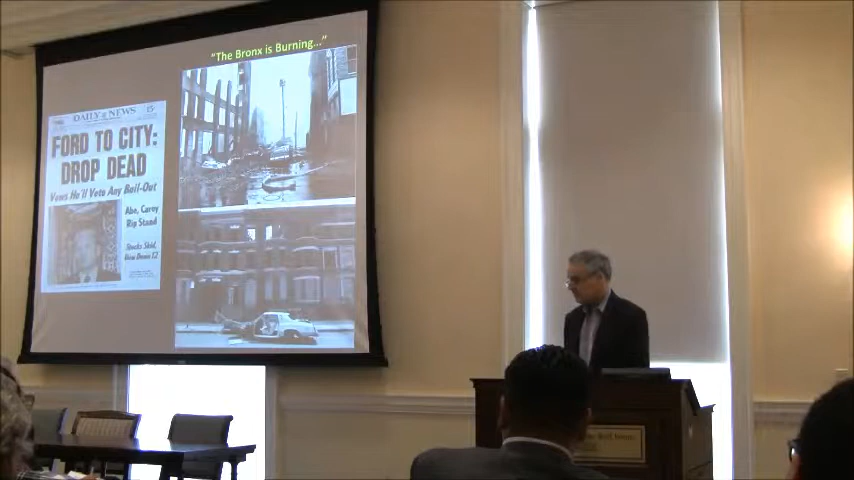 "The Bronx is Burning..."
DAILY NEWS
FORD TO CITY:
DROP DEAD
Vows He'll Veto Any Bail-Out
Abe, Carey
Rip Stand
Stocks Skid,
Dow Down 12